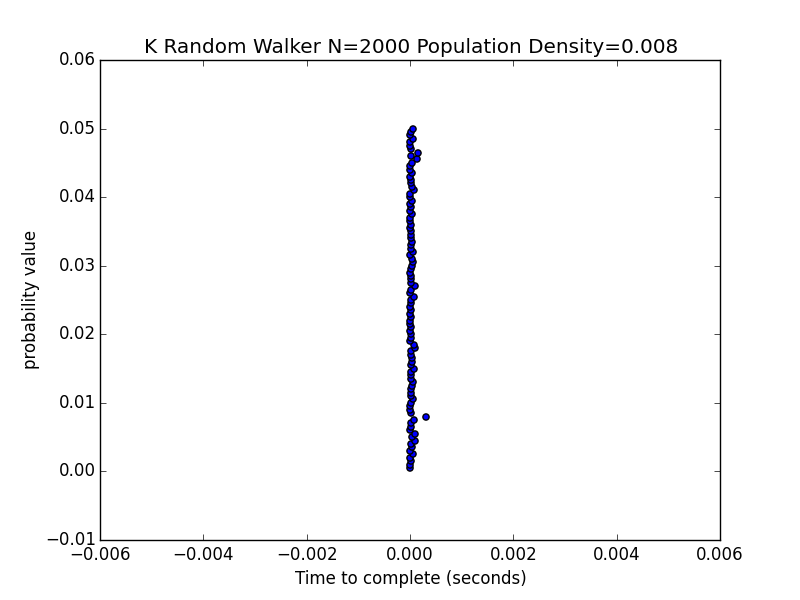 K Random Walker N=2000 Population Density=0.008
0.06
0.05
0.04
0.03
0.02
0.01
0.00
−0.01
probability value
−0.006 −0.004 −0.002 0.000 0.002 0.004 0.006
Time to complete (seconds)